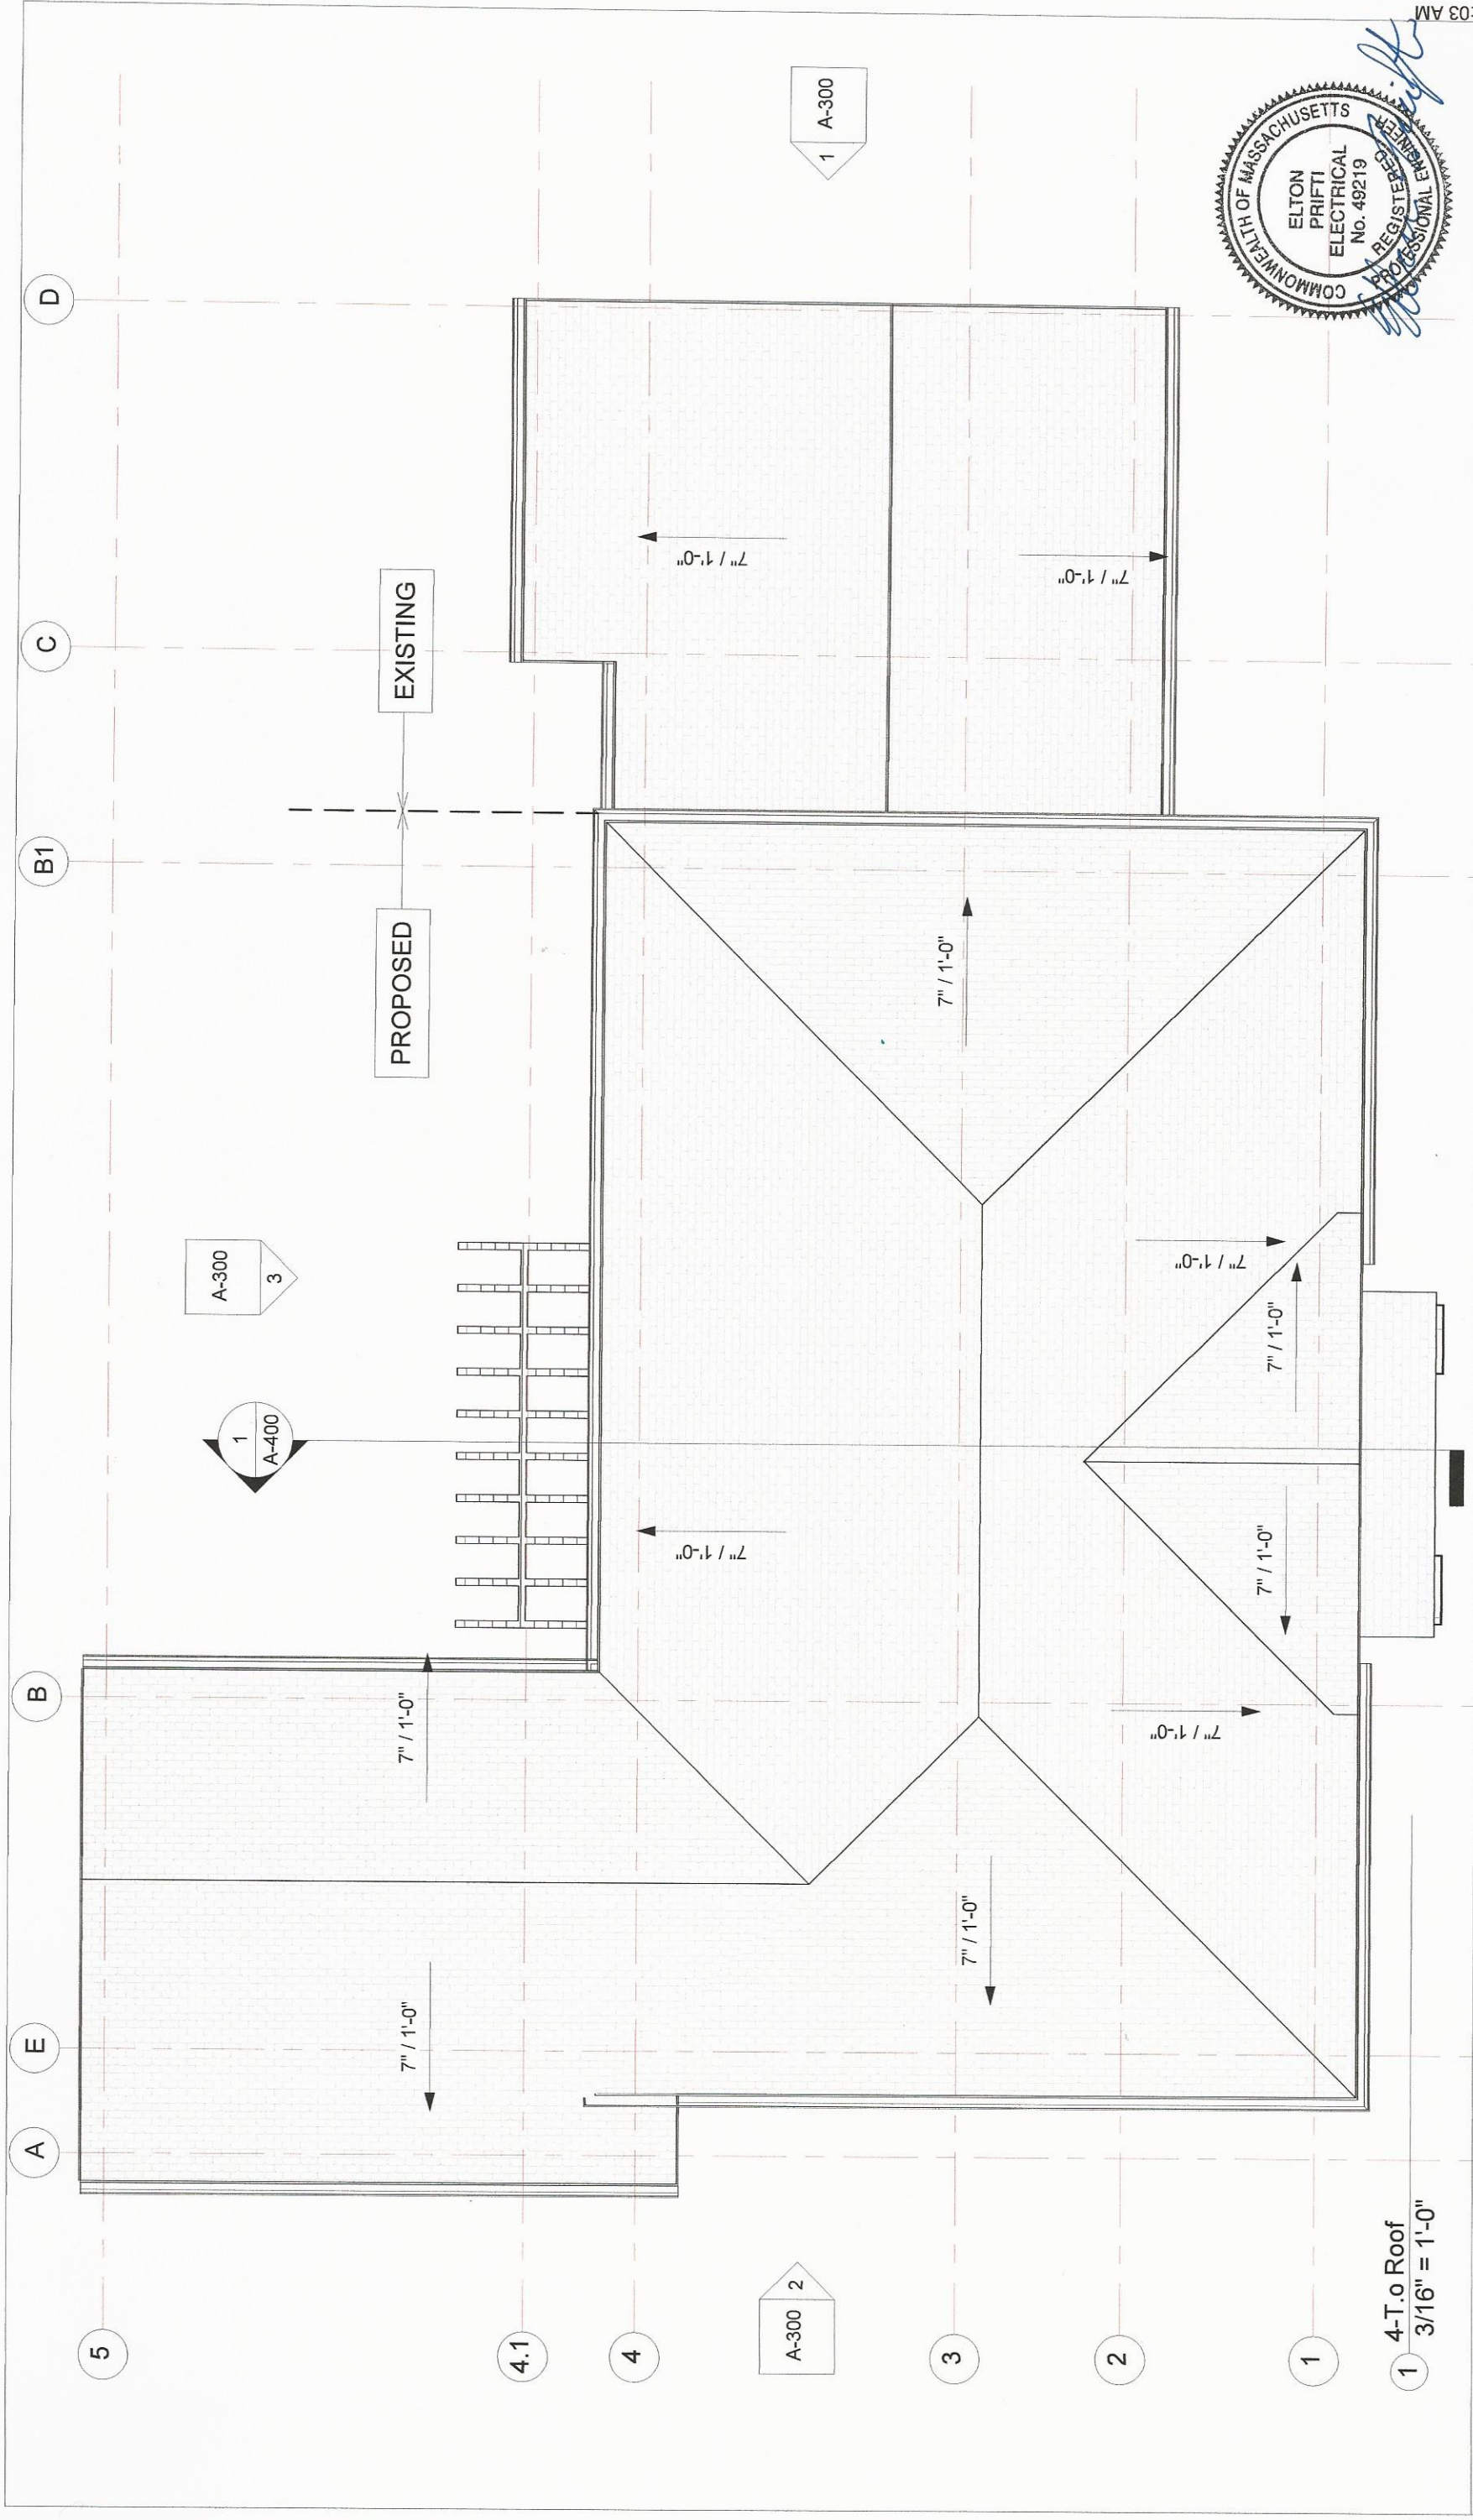 A
E
B
B1
C
D
5
A-300
3
1
A-400
PROPOSED
EXISTING
7" / 1'-0"
7" / 1'-0"
4.1
4
7" / 1'-0"
7" / 1'-0"
A-300
2
1
A-300
3
7" / 1'-0"
7" / 1'-0"
7" / 1'-0"
2
7" / 1'-0"
7" / 1'-0"
7" / 1'-0"
7" / 1'-0"
1
1
4-T.o Roof
3/16" = 1'-0"
COMMONWEALTH OF MASSACHUSETTS
ELTON
PRIFTI
ELECTRICAL
No. 49219
REGISTERED
PROFESSIONAL ENGINEER
:03 AM